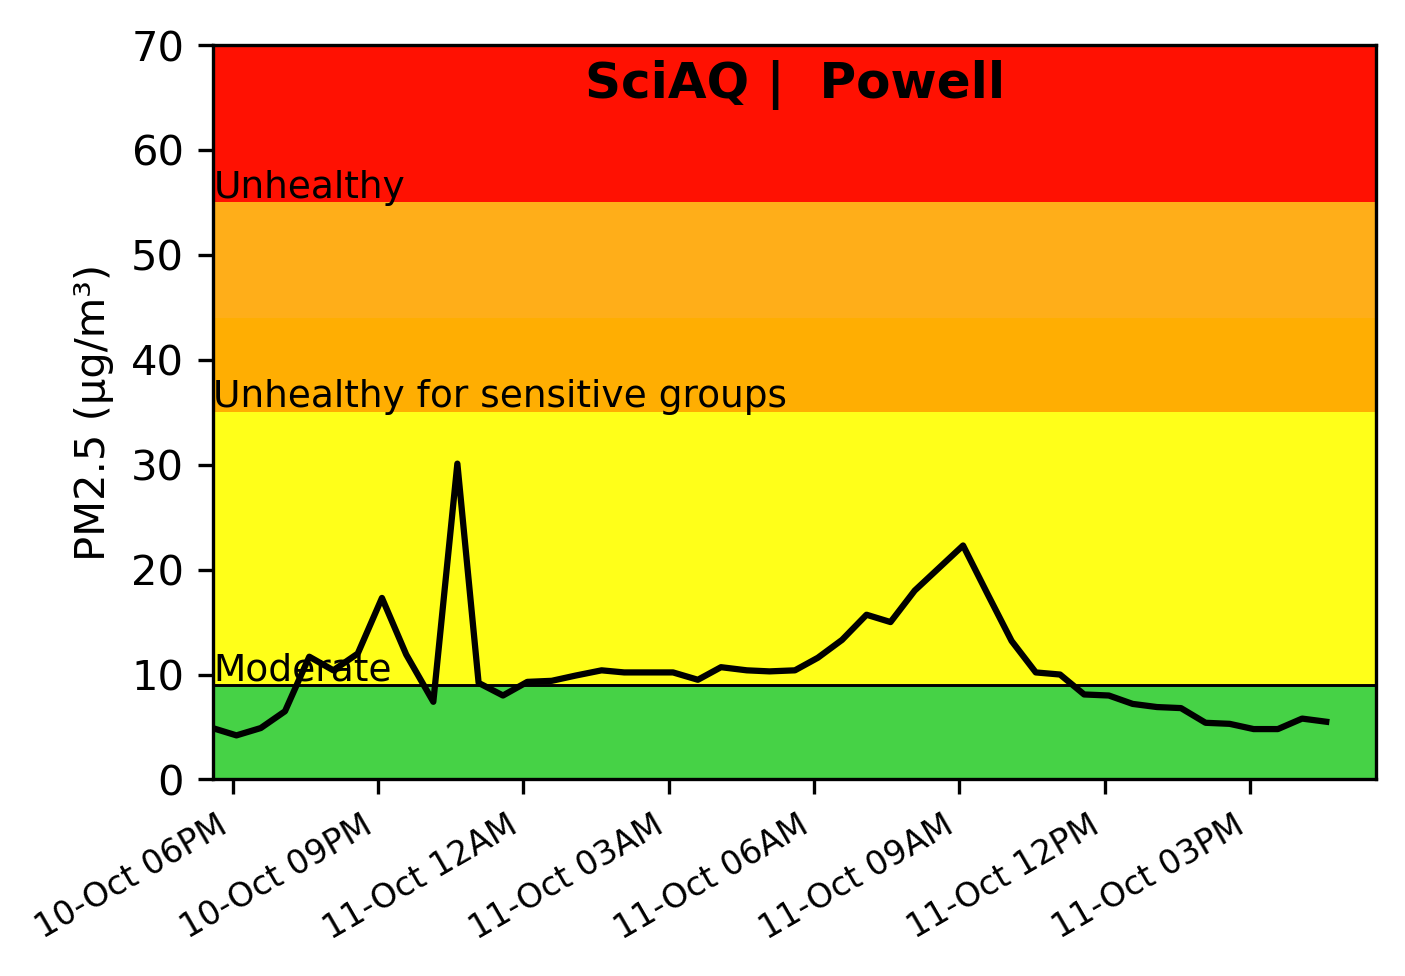 SciAQ |  Powell
70
60
50
40
30
20
10
0
PM2.5 (µg/m³)
Unhealthy
Unhealthy for sensitive groups
Moderate
10-Oct 06PM
10-Oct 09PM
11-Oct 12AM
11-Oct 03AM
11-Oct 06AM
11-Oct 09AM
11-Oct 12PM
11-Oct 03PM